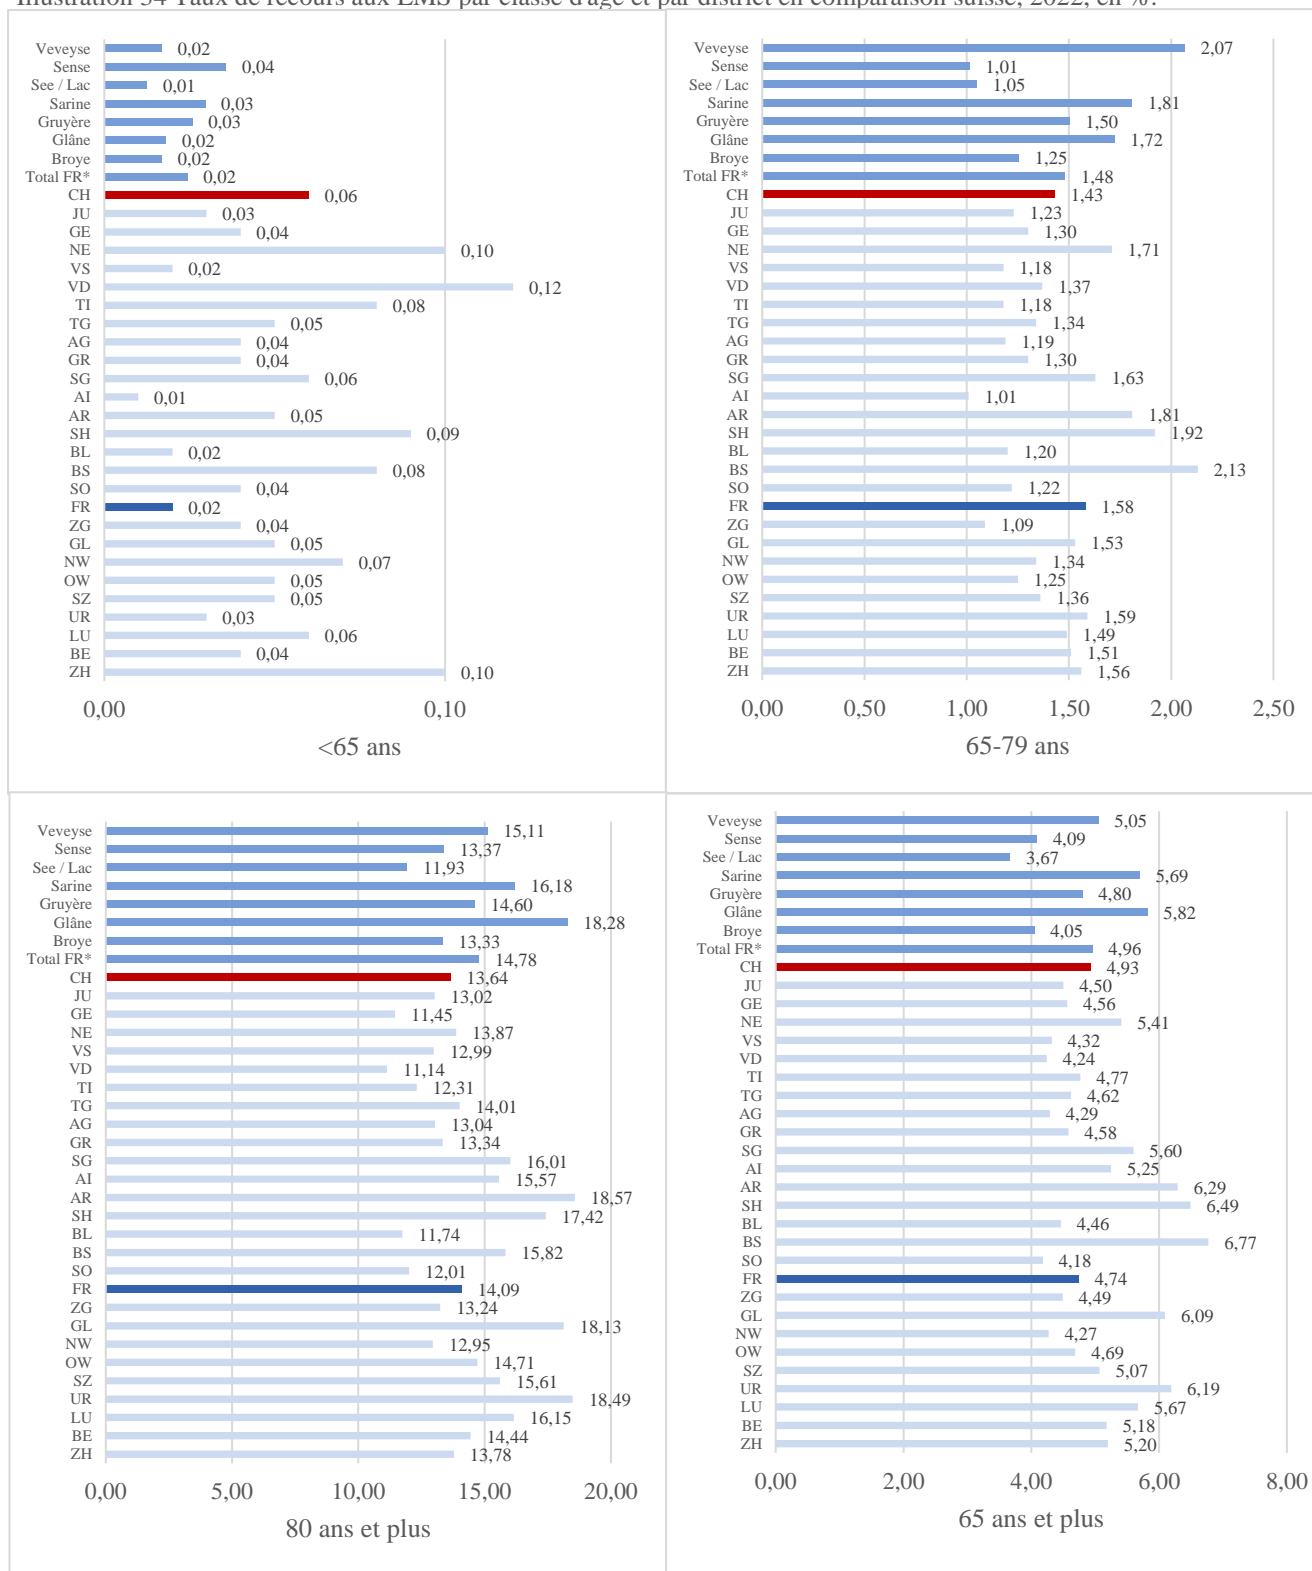 Illustration 34 Taux de recours aux EMS par classe d'âge et par district en comparaison suisse, 2022, en %.
Veveyse 0,02
Sense 0,04
See / Lac 0,01
Sarine 0,03
Gruyère 0,03
Glâne 0,02
Broye 0,02
Total FR* 0,02
CH 0,06
JU 0,03
GE 0,04
NE 0,10
VS 0,02
VD 0,12
TI 0,08
TG 0,05
AG 0,04
GR 0,04
SG 0,06
AI 0,01
AR 0,05
SH 0,09
BL 0,02
BS 0,08
SO 0,04
FR 0,02
ZG 0,04
GL 0,05
NW 0,07
OW 0,05
SZ 0,05
UR 0,03
LU 0,06
BE 0,04
ZH 0,10
0,00 0,10
<65 ans
Veveyse 2,07
Sense 1,01
See / Lac 1,05
Sarine 1,81
Gruyère 1,50
Glâne 1,72
Broye 1,25
Total FR* 1,48
CH 1,43
JU 1,23
GE 1,30
NE 1,71
VS 1,18
VD 1,37
TI 1,18
TG 1,34
AG 1,19
GR 1,30
SG 1,63
AI 1,01
AR 1,81
SH 1,92
BL 1,20
BS 2,13
SO 1,22
FR 1,58
ZG 1,09
GL 1,53
NW 1,34
OW 1,25
SZ 1,36
UR 1,59
LU 1,49
BE 1,51
ZH 1,56
0,00 0,50 1,00 1,50 2,00 2,50
65-79 ans
Veveyse 15,11
Sense 13,37
See / Lac 11,93
Sarine 16,18
Gruyère 14,60
Glâne 18,28
Broye 13,33
Total FR* 14,78
CH 13,64
JU 13,02
GE 11,45
NE 13,87
VS 12,99
VD 11,14
TI 12,31
TG 14,01
AG 13,04
GR 13,34
SG 16,01
AI 15,57
AR 18,57
SH 17,42
BL 11,74
BS 15,82
SO 12,01
FR 14,09
ZG 13,24
GL 18,13
NW 12,95
OW 14,71
SZ 15,61
UR 18,49
LU 16,15
BE 14,44
ZH 13,78
0,00 5,00 10,00 15,00 20,00
80 ans et plus
Veveyse 5,05
Sense 4,09
See / Lac 3,67
Sarine 5,69
Gruyère 4,80
Glâne 5,82
Broye 4,05
Total FR* 4,96
CH 4,93
JU 4,50
GE 4,56
NE 5,41
VS 4,32
VD 4,24
TI 4,77
TG 4,62
AG 4,29
GR 4,58
SG 5,60
AI 5,25
AR 6,29
SH 6,49
BL 4,46
BS 6,77
SO 4,18
FR 4,74
ZG 4,49
GL 6,09
NW 4,27
OW 4,69
SZ 5,07
UR 6,19
LU 5,67
BE 5,18
ZH 5,20
0,00 2,00 4,00 6,00 8,00
65 ans et plus